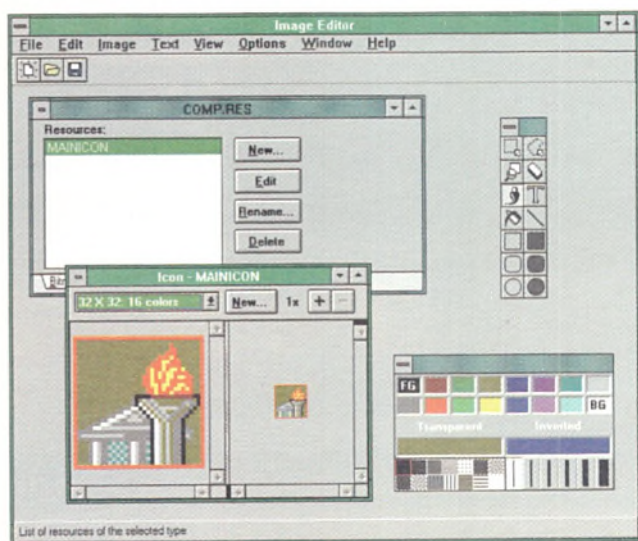 Image Editor
File Edit Image Text View Options Window Help
COMP.RES
Resources:
MAINICON
New...
Edit
Rename...
Delete
Icon - MAINICON
32 X 32: 16 colors
New... 1x + −
T
FG
BG
Transparent Inverted
List of resources of the selected type